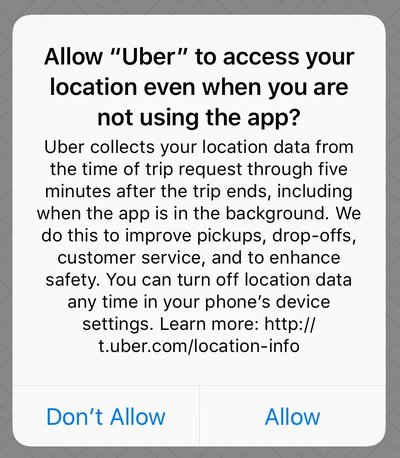 Allow “Uber” to access your
location even when you are
not using the app?
Uber collects your location data from
the time of trip request through five
minutes after the trip ends, including
when the app is in the background. We
do this to improve pickups, drop-offs,
customer service, and to enhance
safety. You can turn off location data
any time in your phone’s device
settings. Learn more: http://
t.uber.com/location-info
Don’t Allow
Allow